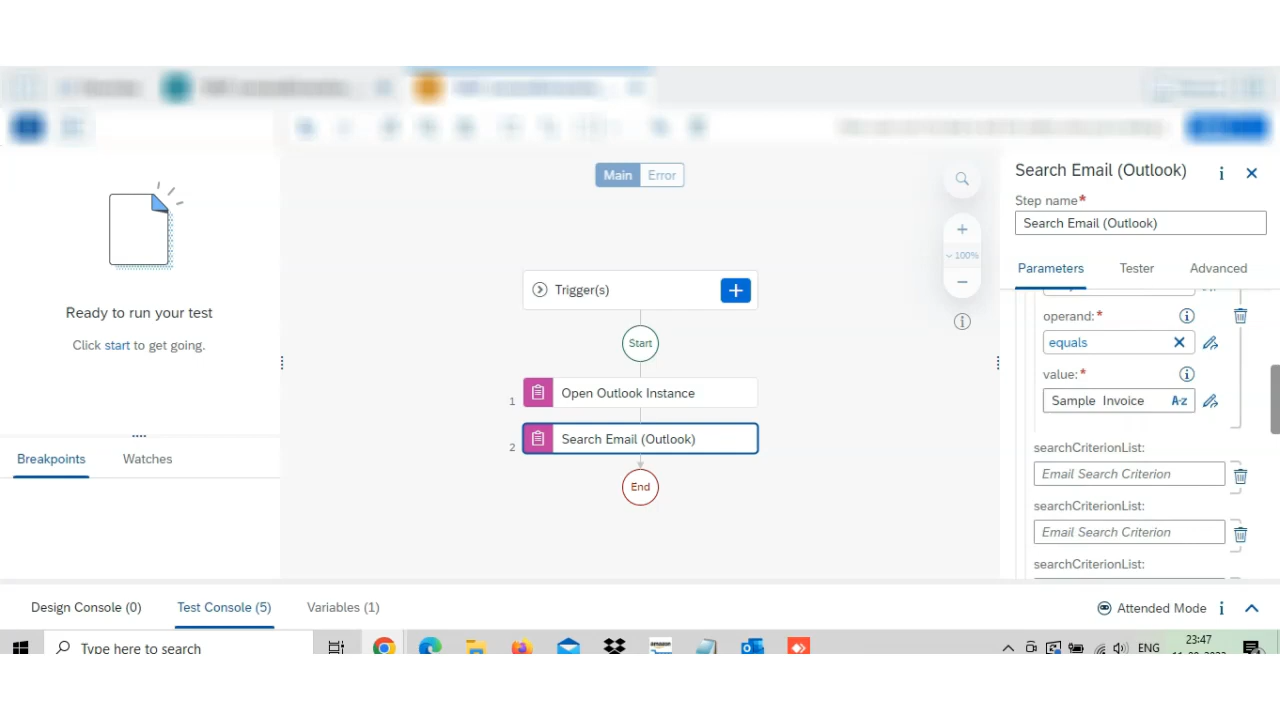 Main Error
Search Email (Outlook)
Step name*
Search Email (Outlook)
Parameters Tester Advanced
operand:*
equals
value:*
Sample Invoice A-z
searchCriterionList:
Email Search Criterion
searchCriterionList:
Email Search Criterion
searchCriterionList:
100%
Trigger(s)
Start
1 Open Outlook Instance
2 Search Email (Outlook)
End
Ready to run your test
Click start to get going.
Breakpoints Watches
Design Console (0) Test Console (5) Variables (1) Attended Mode
Type here to search
ENG
23:47